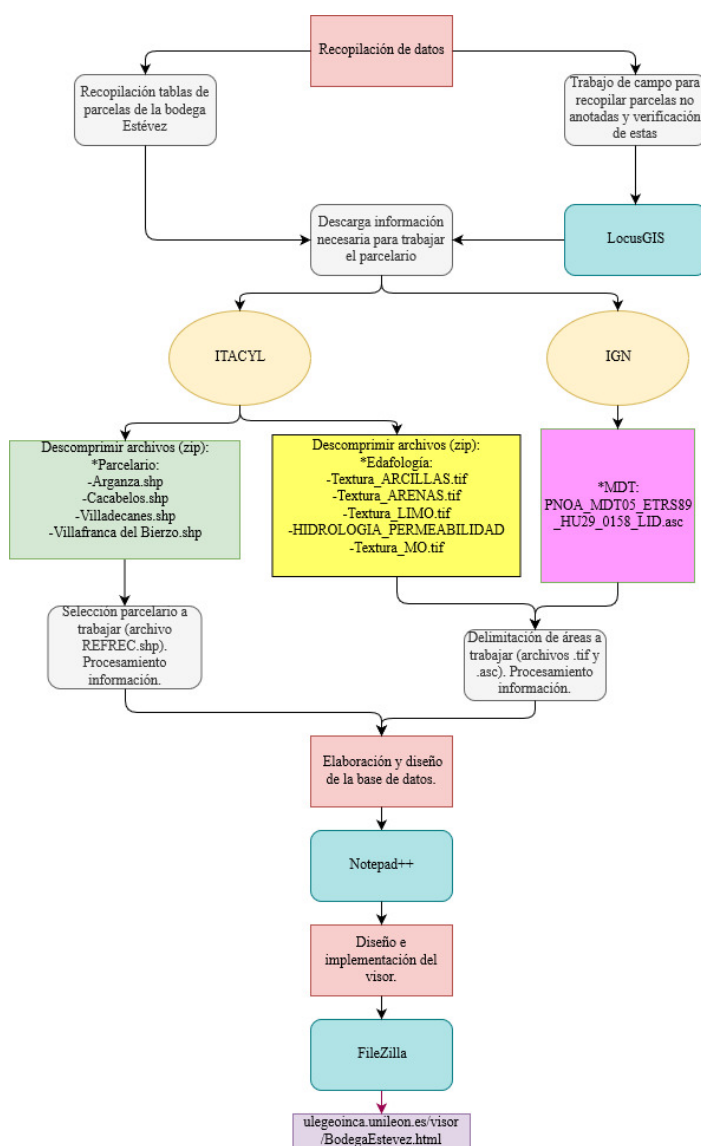 Recopilación de datos
Recopilación tablas de
parcelas de la bodega
Estévez
Trabajo de campo para
recopilar parcelas no
anotadas y verificación
de estas
Descarga información
necesaria para trabajar
el parcelario
LocusGIS
ITACYL
IGN
Descomprimir archivos (zip):
*Parcelario:
-Arganza.shp
-Cacabelos.shp
-Villadecanes.shp
-Villafranca del Bierzo.shp
Descomprimir archivos (zip):
*Edafología:
-Textura_ARCILLAS.tif
-Textura_ARENAS.tif
-Textura_LIMO.tif
-HIDROLOGIA_PERMEABILIDAD
-Textura_MO.tif
*MDT:
PNOA_MDT05_ETRS89
_HU29_0158_LID.asc
Selección parcelario a
trabajar (archivo
REFREC.shp).
Procesamiento
información.
Delimitación de áreas a
trabajar (archivos .tif y
.asc). Procesamiento
información.
Elaboración y diseño
de la base de datos.
Notepad++
Diseño e
implementación del
visor.
FileZilla
ulegeoinca.unileon.es/visor
/BodegaEstevez.html